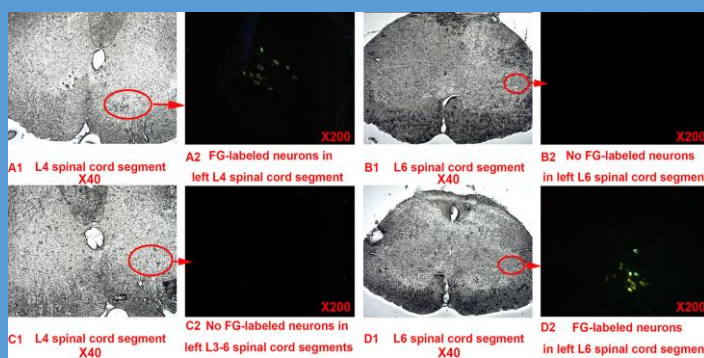 X200
X200
A1 L4 spinal cord segment
X40
A2 FG-labeled neurons in
left L4 spinal cord segment
B1 L6 spinal cord segment
X40
B2 No FG-labeled neurons
in left L6 spinal cord segmen
X200
X200
C1 L4 spinal cord segment
X40
C2 No FG-labeled neurons in
left L3-6 spinal cord segments
D1 L6 spinal cord segment
X40
D2 FG-labeled neurons
in left L6 spinal cord segment